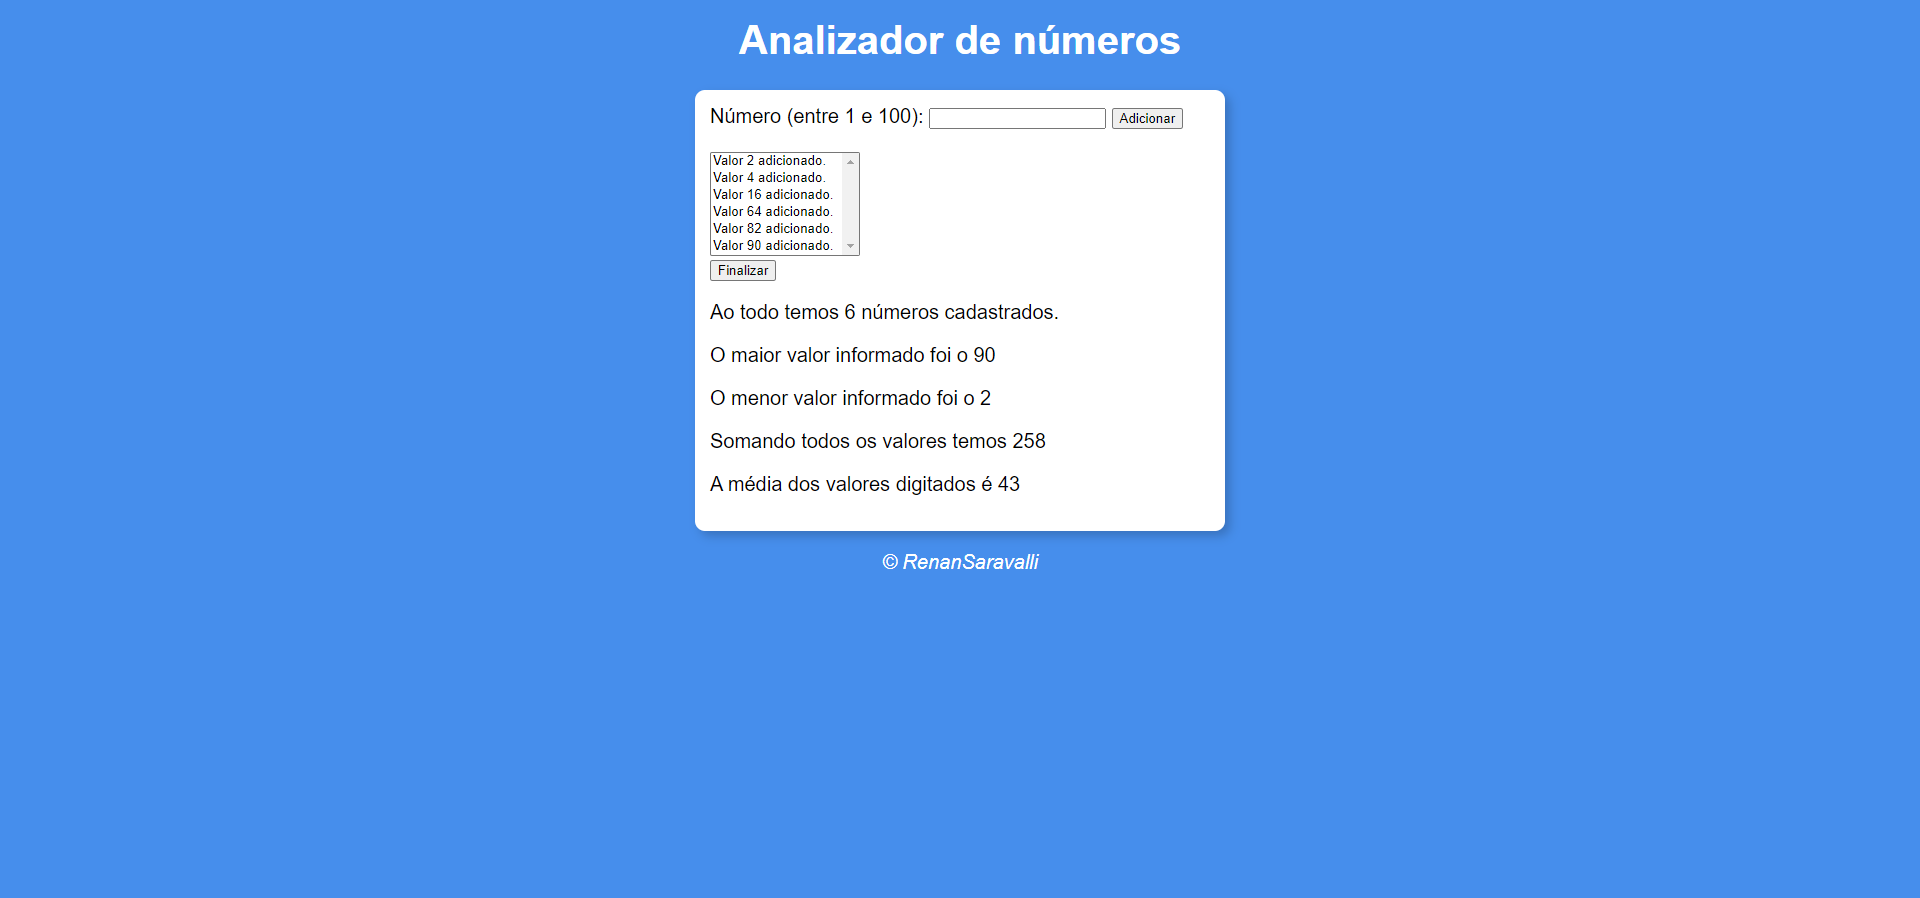 Analizador de números
Número (entre 1 e 100): Adicionar
Valor 2 adicionado.
Valor 4 adicionado.
Valor 16 adicionado.
Valor 64 adicionado.
Valor 82 adicionado.
Valor 90 adicionado.
Finalizar
Ao todo temos 6 números cadastrados.
O maior valor informado foi o 90
O menor valor informado foi o 2
Somando todos os valores temos 258
A média dos valores digitados é 43
© RenanSaravalli